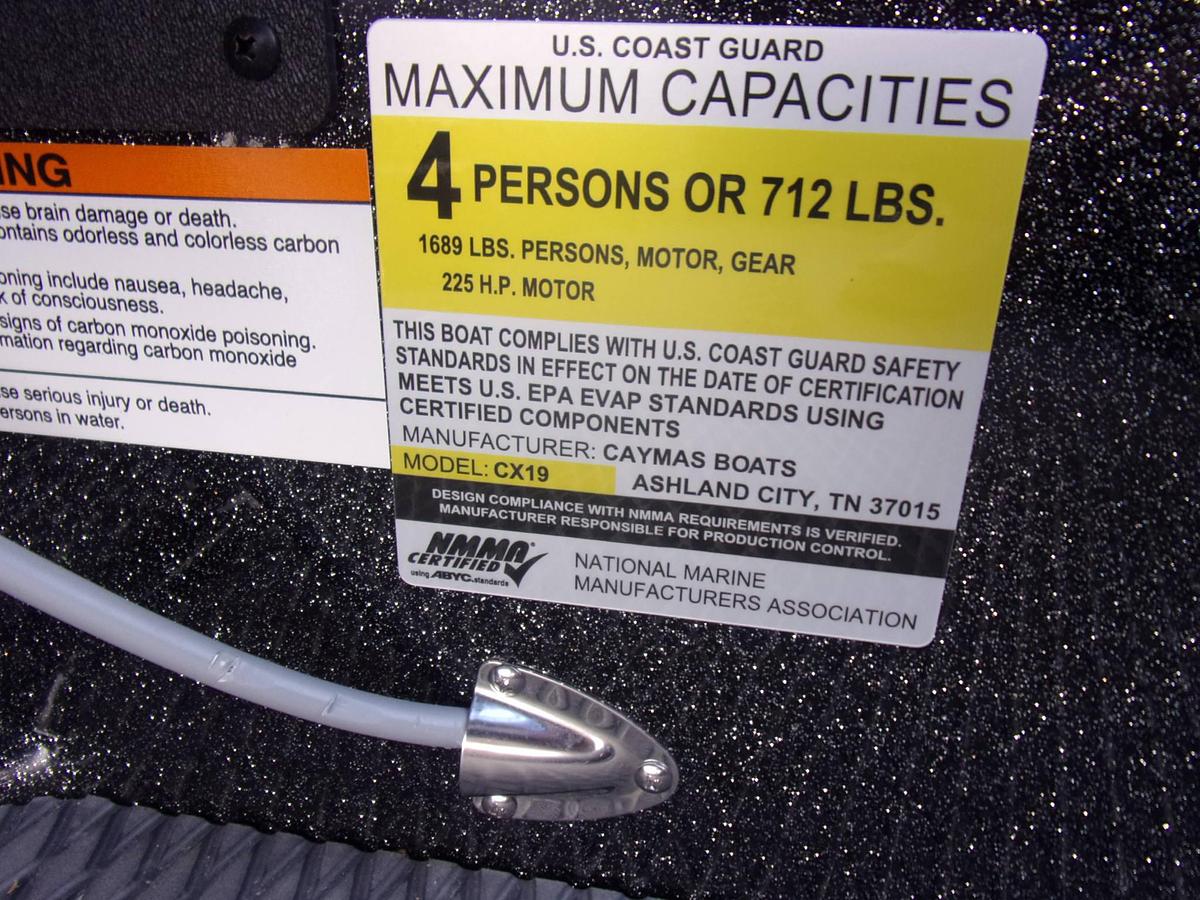 U.S. COAST GUARD
MAXIMUM CAPACITIES
4 PERSONS OR 712 LBS.
1689 LBS. PERSONS, MOTOR, GEAR
225 H.P. MOTOR
THIS BOAT COMPLIES WITH U.S. COAST GUARD SAFETY
STANDARDS IN EFFECT ON THE DATE OF CERTIFICATION
MEETS U.S. EPA EVAP STANDARDS USING
CERTIFIED COMPONENTS
MANUFACTURER: CAYMAS BOATS
MODEL: CX19 ASHLAND CITY, TN 37015
DESIGN COMPLIANCE WITH NMMA REQUIREMENTS IS VERIFIED.
MANUFACTURER RESPONSIBLE FOR PRODUCTION CONTROL.
NMMA®
CERTIFIED
using ABYC standards
NATIONAL MARINE
MANUFACTURERS ASSOCIATION
ING
se brain damage or death.
ontains odorless and colorless carbon
oning include nausea, headache,
k of consciousness.
signs of carbon monoxide poisoning.
mation regarding carbon monoxide
se serious injury or death.
ersons in water.